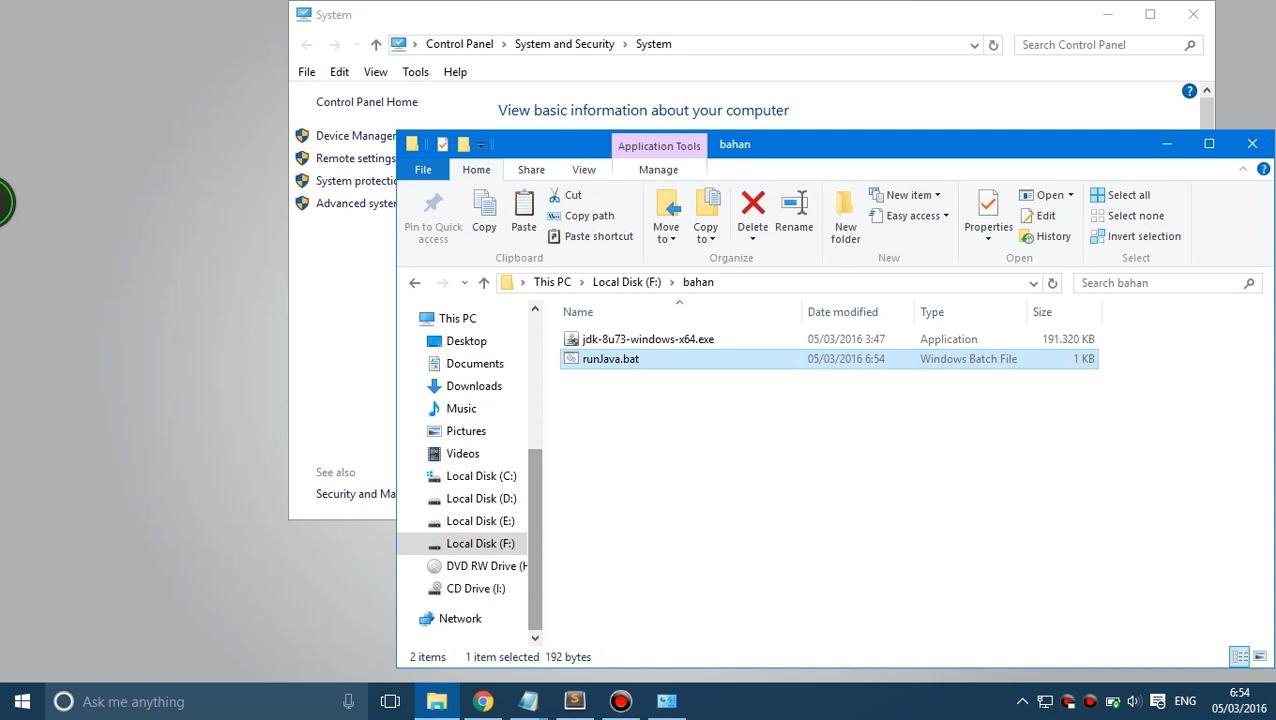 System
Control Panel > System and Security > System
Search Control Panel
File Edit View Tools Help
Control Panel Home
View basic information about your computer
Device Manager
Remote settings
System protectio
Advanced system
See also
Security and Ma
Application Tools
bahan
File Home Share View Manage
Pin to Quick access
Copy
Paste
Cut
Copy path
Paste shortcut
Clipboard
Move to
Copy to
Delete
Rename
Organize
New folder
New item
Easy access
New
Properties
Open
Edit
History
Open
Select all
Select none
Invert selection
Select
This PC > Local Disk (F:) > bahan
Search bahan
This PC
Desktop
Documents
Downloads
Music
Pictures
Videos
Local Disk (C:)
Local Disk (D:)
Local Disk (E:)
Local Disk (F:)
DVD RW Drive (H
CD Drive (I:)
Network
Name Date modified Type Size
jdk-8u73-windows-x64.exe 05/03/2016 3:47 Application 191.320 KB
runJava.bat 05/03/2016 6:54 Windows Batch File 1 KB
2 items 1 item selected 192 bytes
Ask me anything
ENG
6:54
05/03/2016